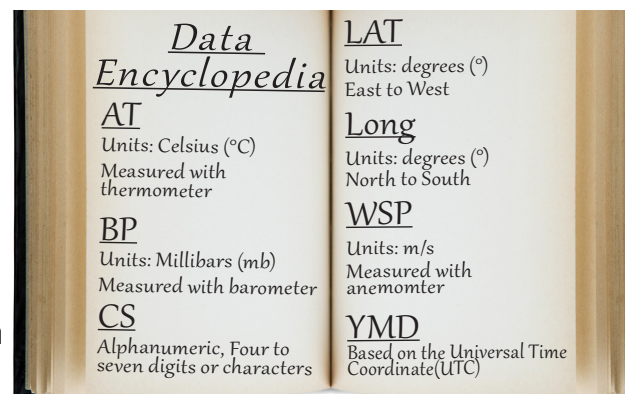 Data
Encyclopedia
AT
Units: Celsius (°C)
Measured with
thermometer
BP
Units: Millibars (mb)
Measured with barometer
CS
Alphanumeric, Four to
seven digits or characters
LAT
Units: degrees (°)
East to West
Long
Units: degrees (°)
North to South
WSP
Units: m/s
Measured with
anemomter
YMD
Based on the Universal Time
Coordinate(UTC)